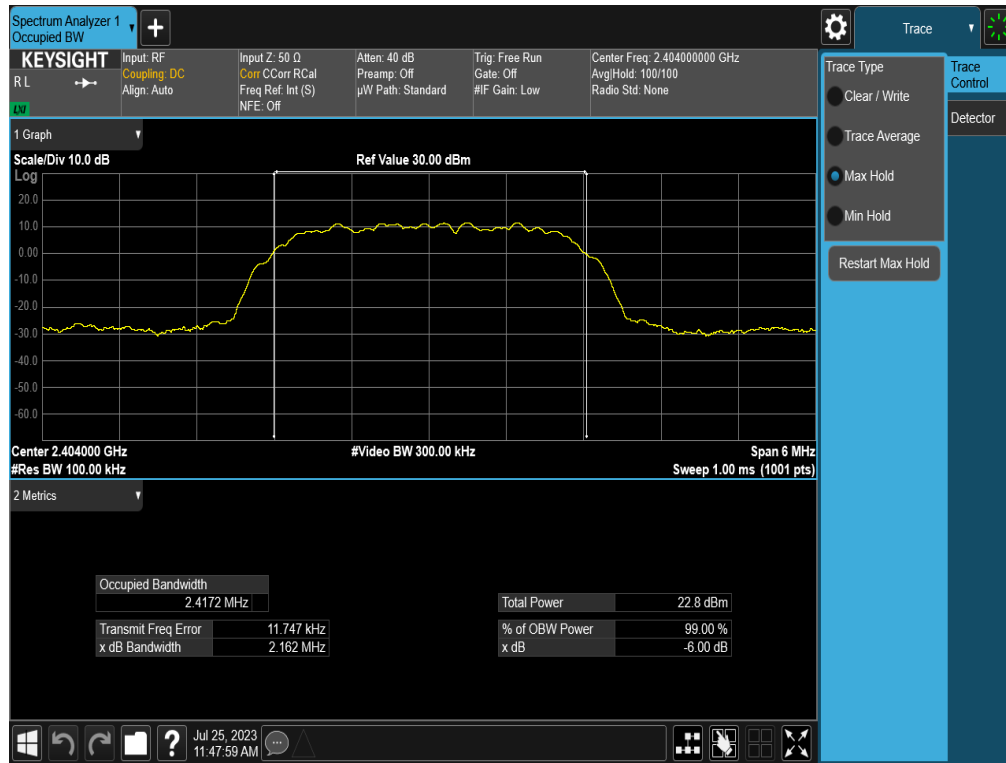 Spectrum Analyzer 1
Occupied BW
+
Trace
KEYSIGHT
R L
LXI
Input: RF
Coupling: DC
Align: Auto
Input Z: 50 Ω
Corr CCorr RCal
Freq Ref: Int (S)
NFE: Off
Atten: 40 dB
Preamp: Off
µW Path: Standard
Trig: Free Run
Gate: Off
#IF Gain: Low
Center Freq: 2.404000000 GHz
Avg|Hold: 100/100
Radio Std: None
Trace Type
Clear / Write
Trace Average
Max Hold
Min Hold
Restart Max Hold
Trace
Control
Detector
1 Graph
Scale/Div 10.0 dB
Ref Value 30.00 dBm
Log
20.0
10.0
0.00
-10.0
-20.0
-30.0
-40.0
-50.0
-60.0
Center 2.404000 GHz
#Video BW 300.00 kHz
Span 6 MHz
#Res BW 100.00 kHz
Sweep 1.00 ms (1001 pts)
2 Metrics
Occupied Bandwidth
2.4172 MHz
Total Power 22.8 dBm
Transmit Freq Error 11.747 kHz
% of OBW Power 99.00 %
x dB Bandwidth 2.162 MHz
x dB -6.00 dB
?
Jul 25, 2023
11:47:59 AM